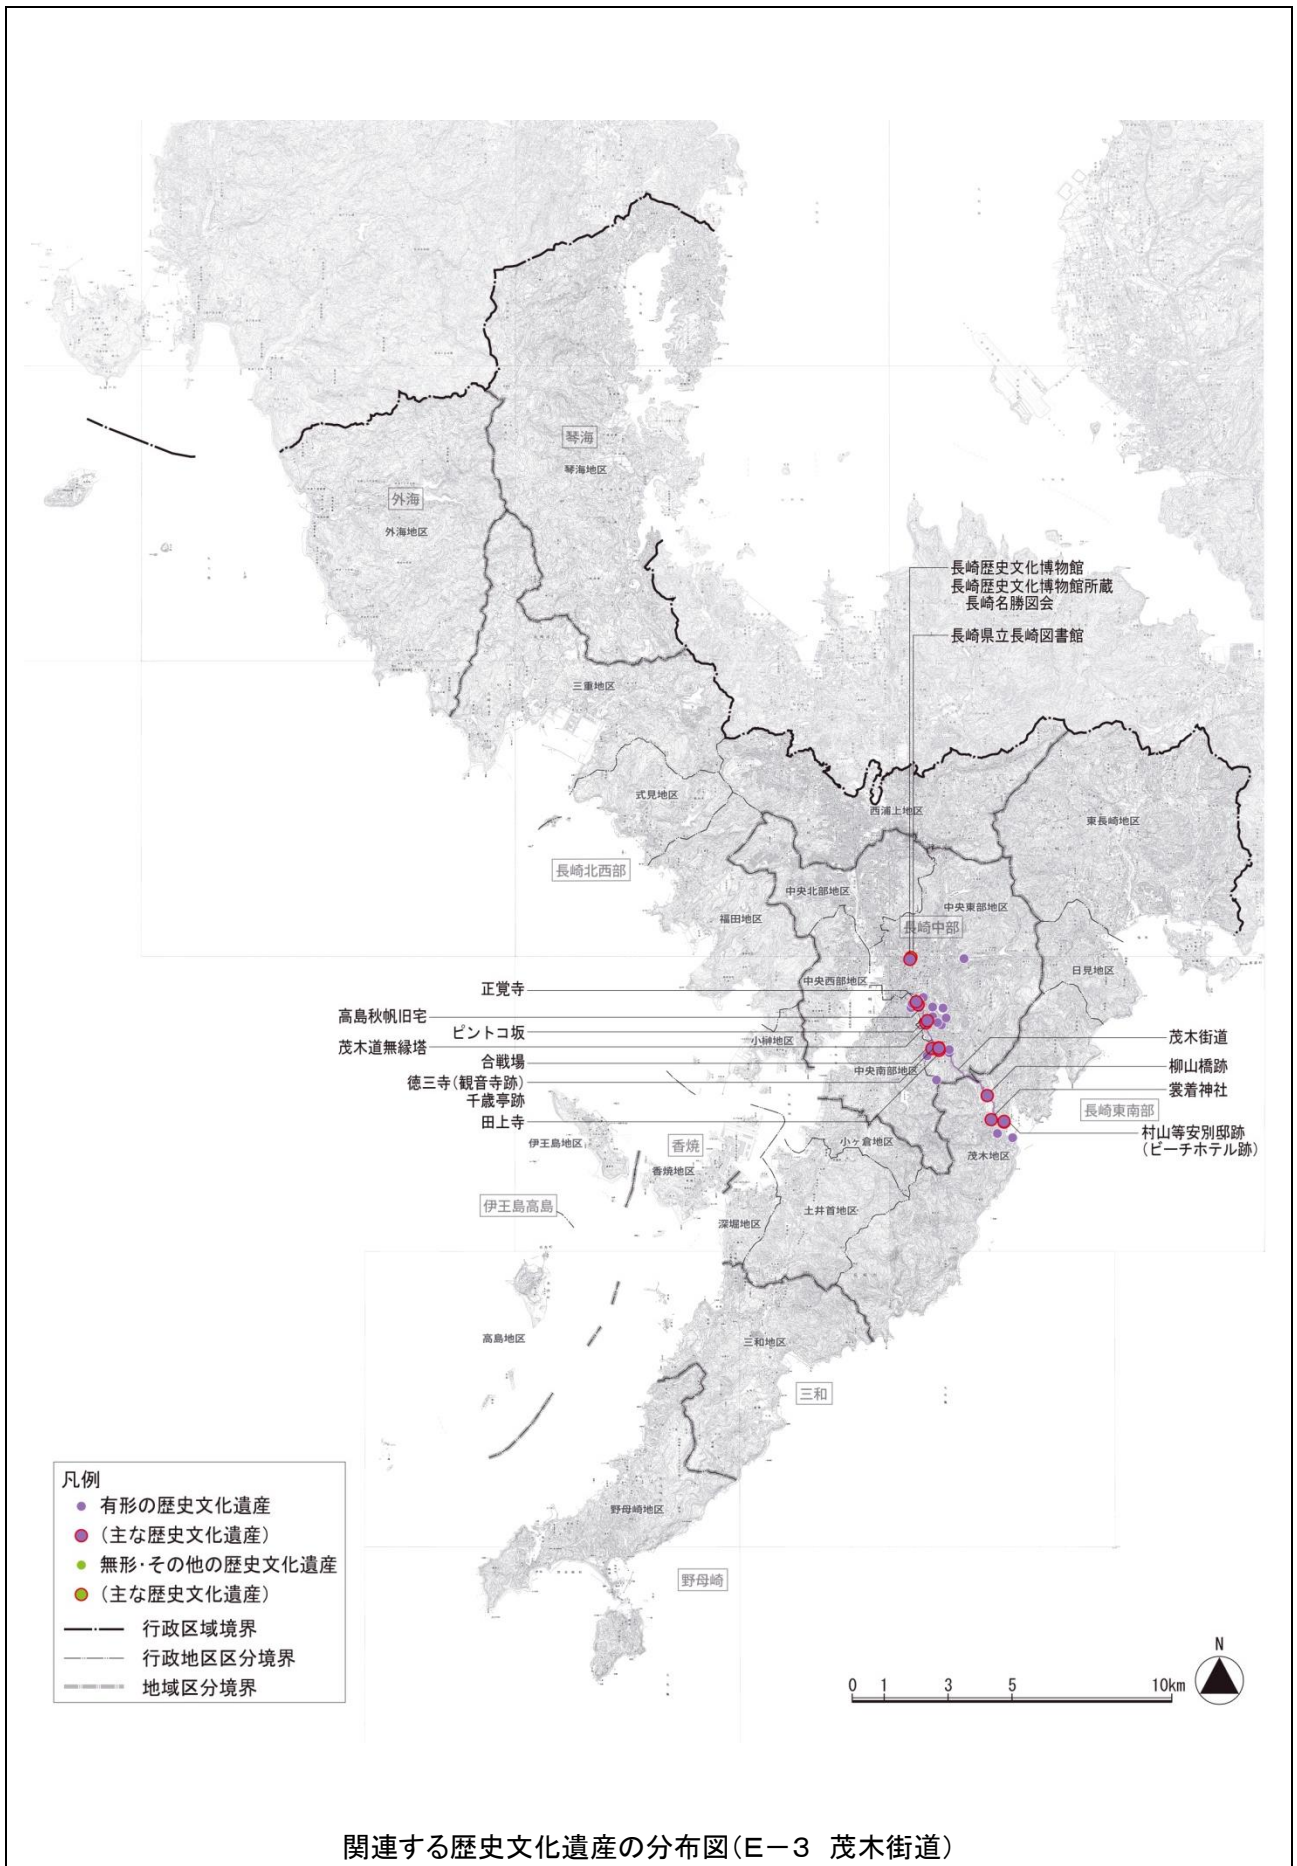 琴海
琴海地区
外海
外海地区
長崎歴史文化博物館
長崎歴史文化博物館所蔵
長崎名勝図会
長崎県立長崎図書館
三重地区
式見地区
西浦上地区
東長崎地区
長崎北西部
中央北部地区
福田地区
中央東部地区
長崎中部
日見地区
中央西部地区
正覚寺
高島秋帆旧宅
ピントコ坂
茂木道無縁塔
小榊地区
合戦場
中央南部地区
徳三寺(観音寺跡)
千歳亭跡
田上寺
茂木街道
柳山橋跡
裳着神社
長崎東南部
村山等安別邸跡
(ビーチホテル跡)
茂木地区
小ヶ倉地区
伊王島地区
香焼
香焼地区
伊王島高島
深堀地区
土井首地区
高島地区
三和地区
三和
野母崎地区
野母崎
凡例
有形の歴史文化遺産
(主な歴史文化遺産)
無形・その他の歴史文化遺産
(主な歴史文化遺産)
行政区域境界
行政地区区分境界
地域区分境界
N
0 1 3 5 10km
関連する歴史文化遺産の分布図(E-3 茂木街道)